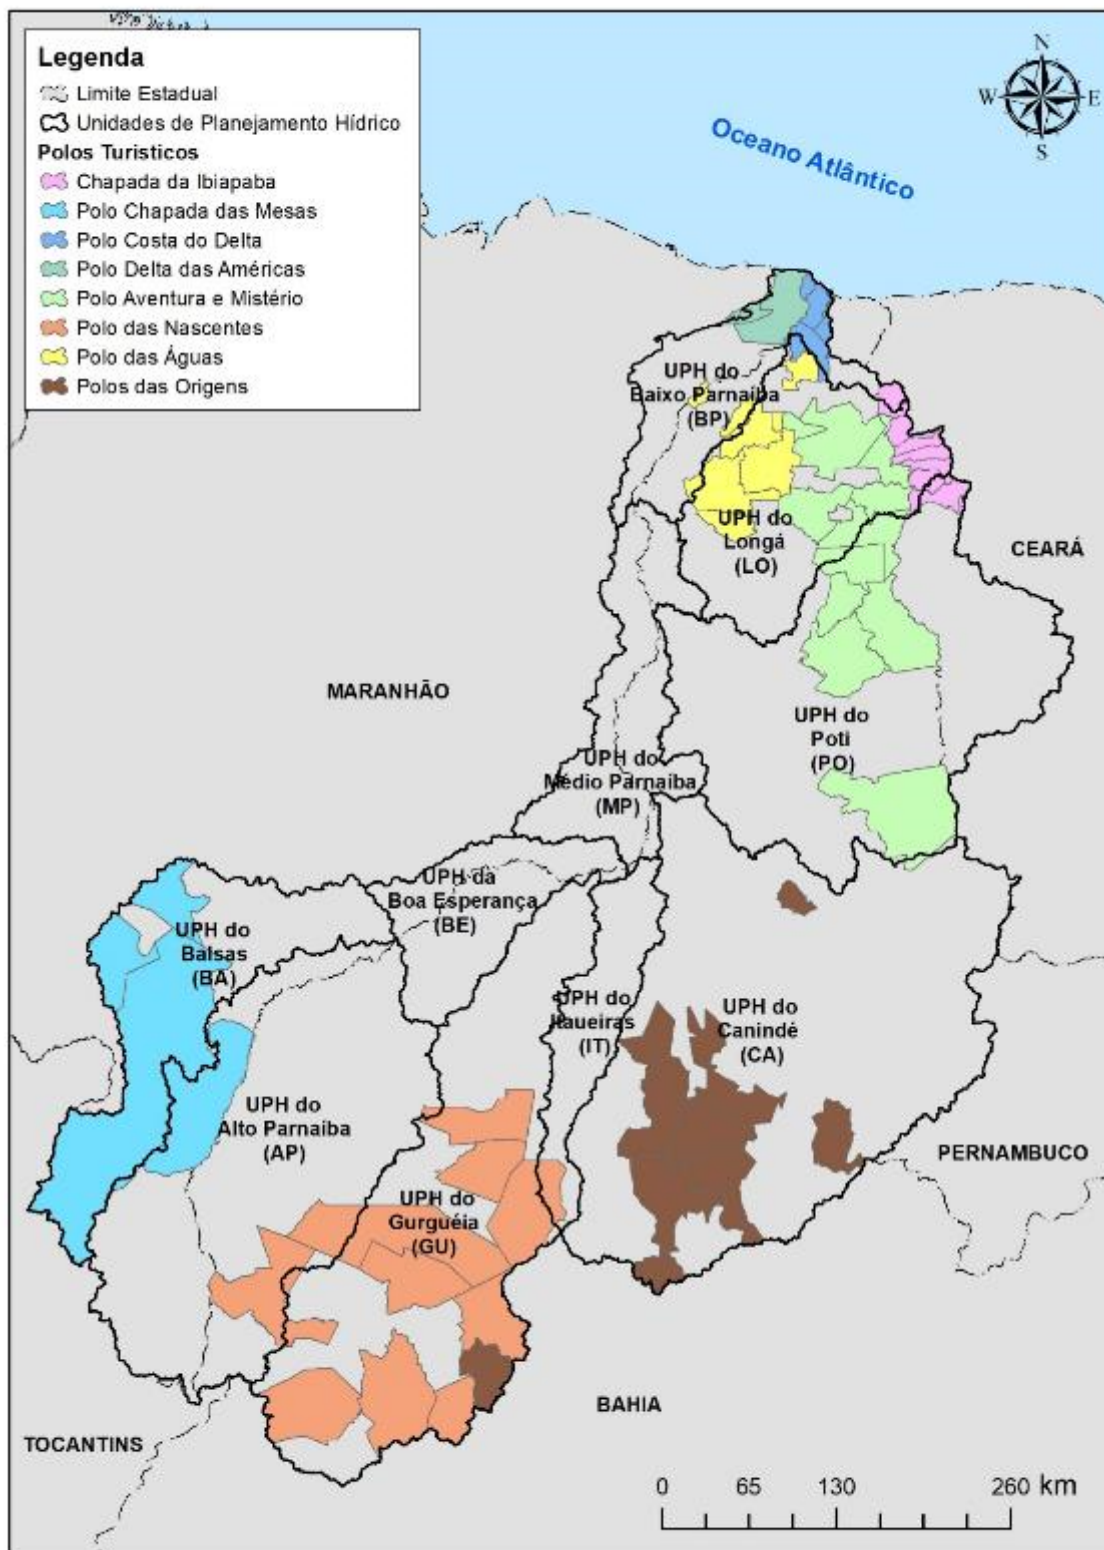 Legenda
Limite Estadual
Unidades de Planejamento Hídrico
Polos Turisticos
Chapada da Ibiapaba
Polo Chapada das Mesas
Polo Costa do Delta
Polo Delta das Américas
Polo Aventura e Mistério
Polo das Nascentes
Polo das Águas
Polos das Origens
N
W
E
S
Oceano Atlântico
UPH do
Baixo Parnaíba
(BP)
UPH do
Longá
(LO)
CEARÁ
MARANHÃO
UPH do
Poti
(PO)
UPH do
Médio Parnaíba
(MP)
UPH da
Boa Esperança
(BE)
UPH do
Balsas
(BA)
UPH do
Itaueiras
(IT)
UPH do
Canindé
(CA)
UPH do
Alto Parnaíba
(AP)
PERNAMBUCO
UPH do
Gurguéia
(GU)
BAHIA
TOCANTINS
0 65 130 260 km